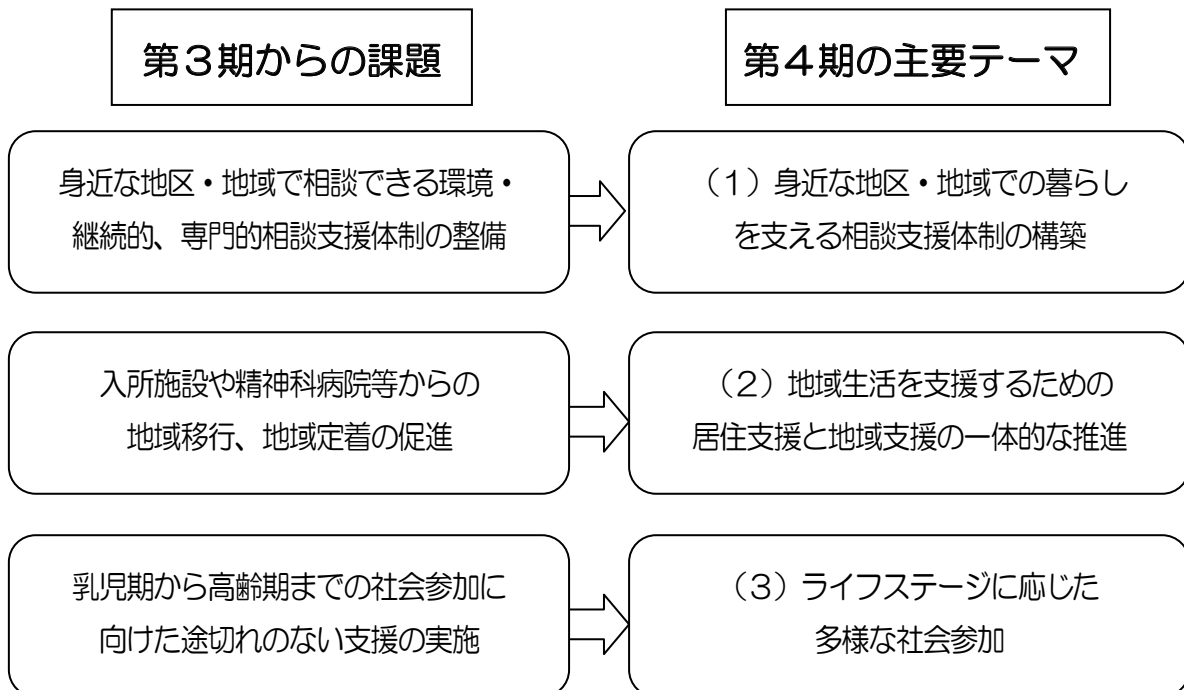 第３期からの課題
第４期の主要テーマ
身近な地区・地域で相談できる環境・
継続的、専門的相談支援体制の整備
（１）身近な地区・地域での暮らし
を支える相談支援体制の構築
入所施設や精神科病院等からの
地域移行、地域定着の促進
（２）地域生活を支援するための
居住支援と地域支援の一体的な推進
乳児期から高齢期までの社会参加に
向けた途切れのない支援の実施
（３）ライフステージに応じた
多様な社会参加